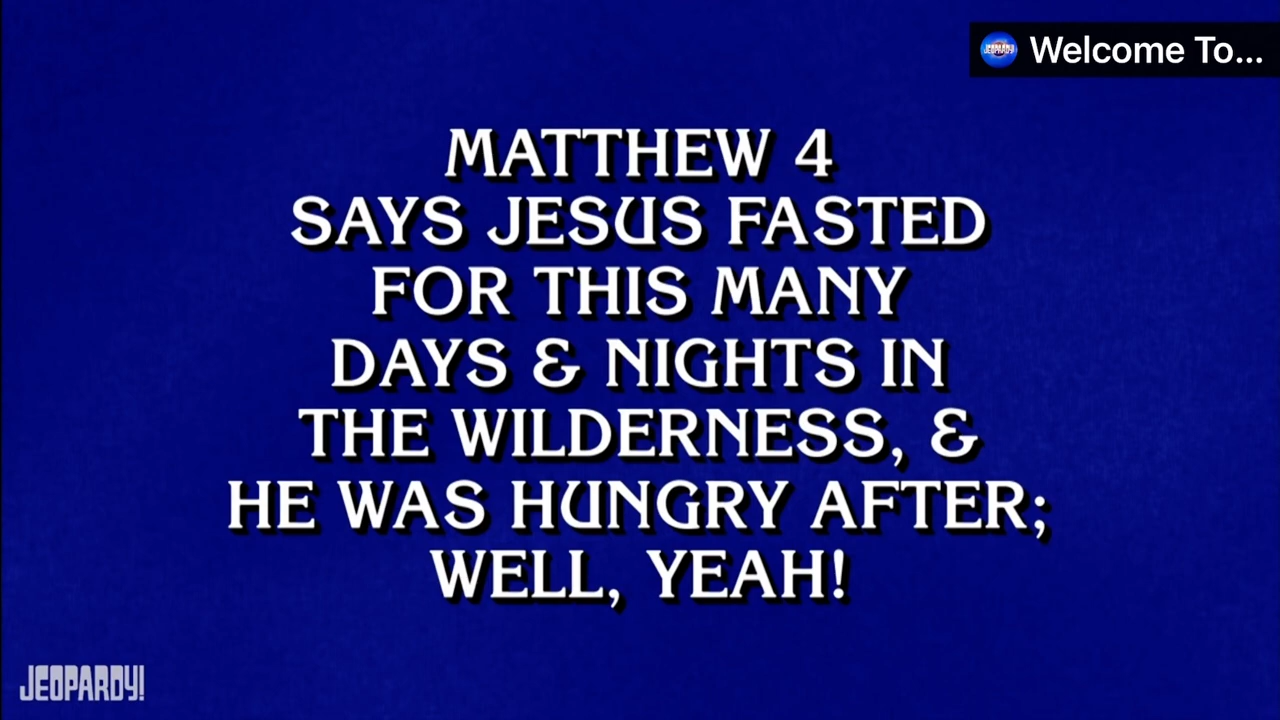 JEOPARDY! Welcome To...
MATTHEW 4
SAYS JESUS FASTED
FOR THIS MANY
DAYS & NIGHTS IN
THE WILDERNESS, &
HE WAS HUNGRY AFTER;
WELL, YEAH!
JEOPARDY!